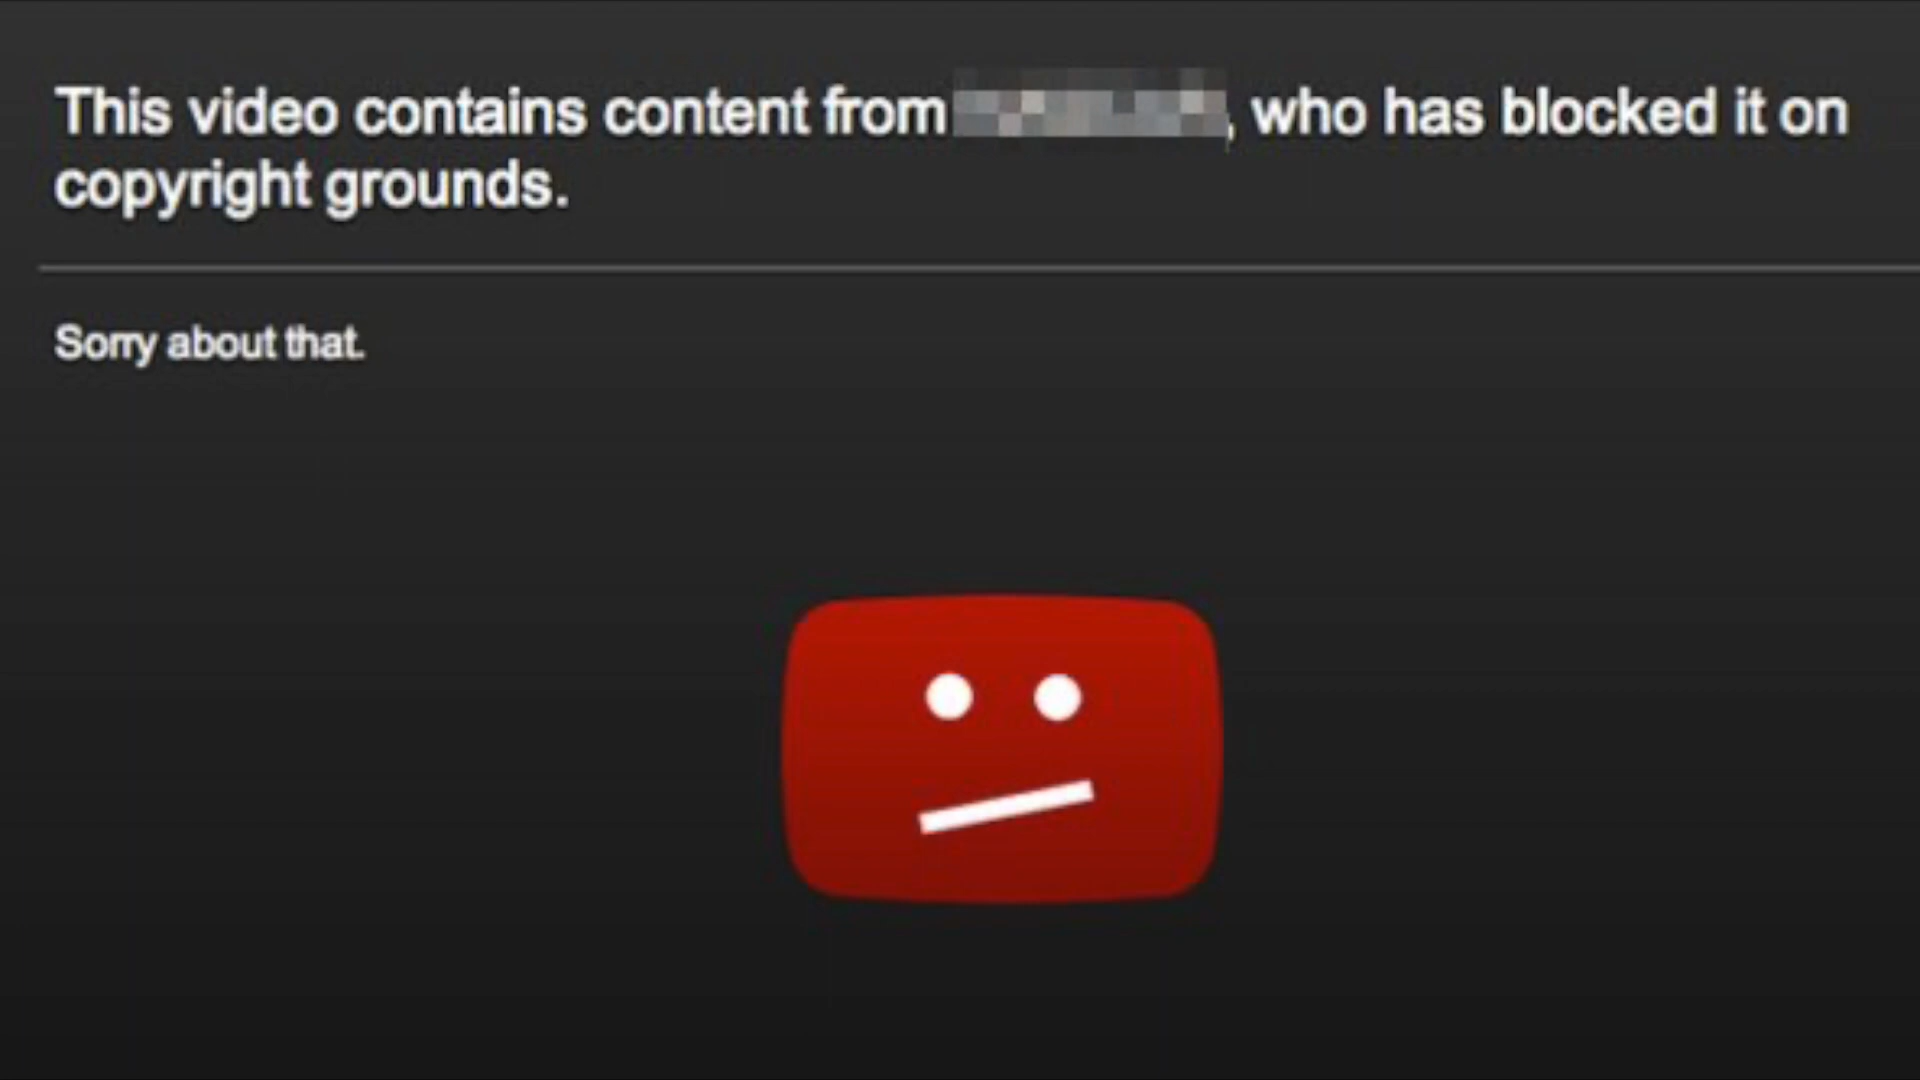 This video contains content from , who has blocked it on
copyright grounds.
Sorry about that.